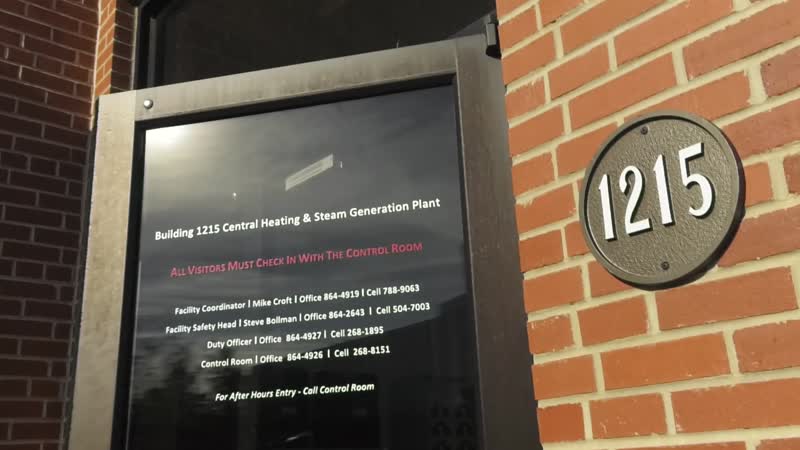 Building 1215 Central Heating & Steam Generation Plant
ALL VISITORS MUST CHECK IN WITH THE CONTROL ROOM
Facility Coordinator | Mike Croft | Office 864-4919 | Cell 788-9063
Facility Safety Head | Steve Bollman | Office 864-2643 | Cell 504-7003
Duty Officer | Office 864-4927 | Cell 268-1895
Control Room | Office 864-4926 | Cell 268-8151
For After Hours Entry - Call Control Room
1215